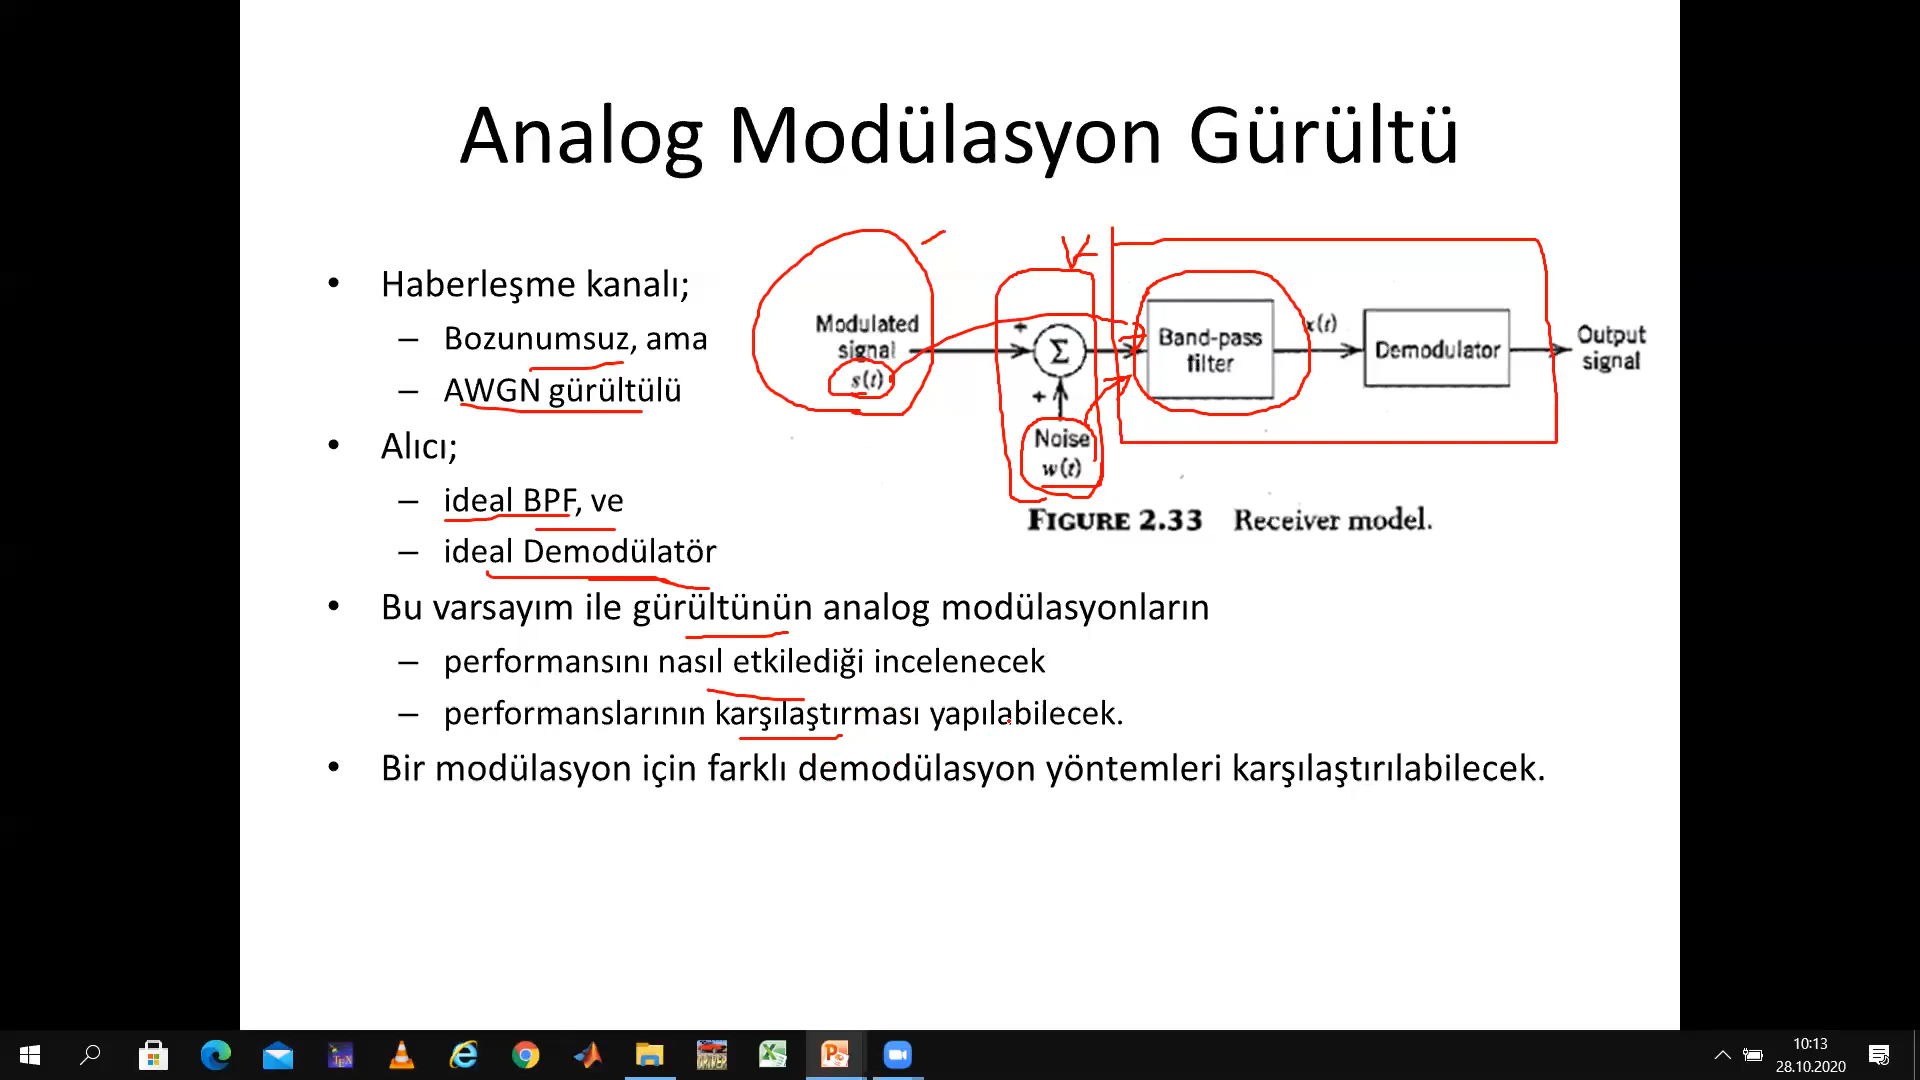 Analog Modülasyon Gürültü
• Haberleşme kanalı;
– Bozunumsuz, ama
– AWGN gürültülü
• Alıcı;
– ideal BPF, ve
– ideal Demodülatör
• Bu varsayım ile gürültünün analog modülasyonların
– performansını nasıl etkilediği incelenecek
– performanslarının karşılaştırması yapılabilecek.
• Bir modülasyon için farklı demodülasyon yöntemleri karşılaştırılabilecek.
Modulated
signal
s(t)
+
Σ
+
Noise
w(t)
Band-pass
filter
x(t)
Demodulator
Output
signal
FIGURE 2.33 Receiver model.
10:13
28.10.2020